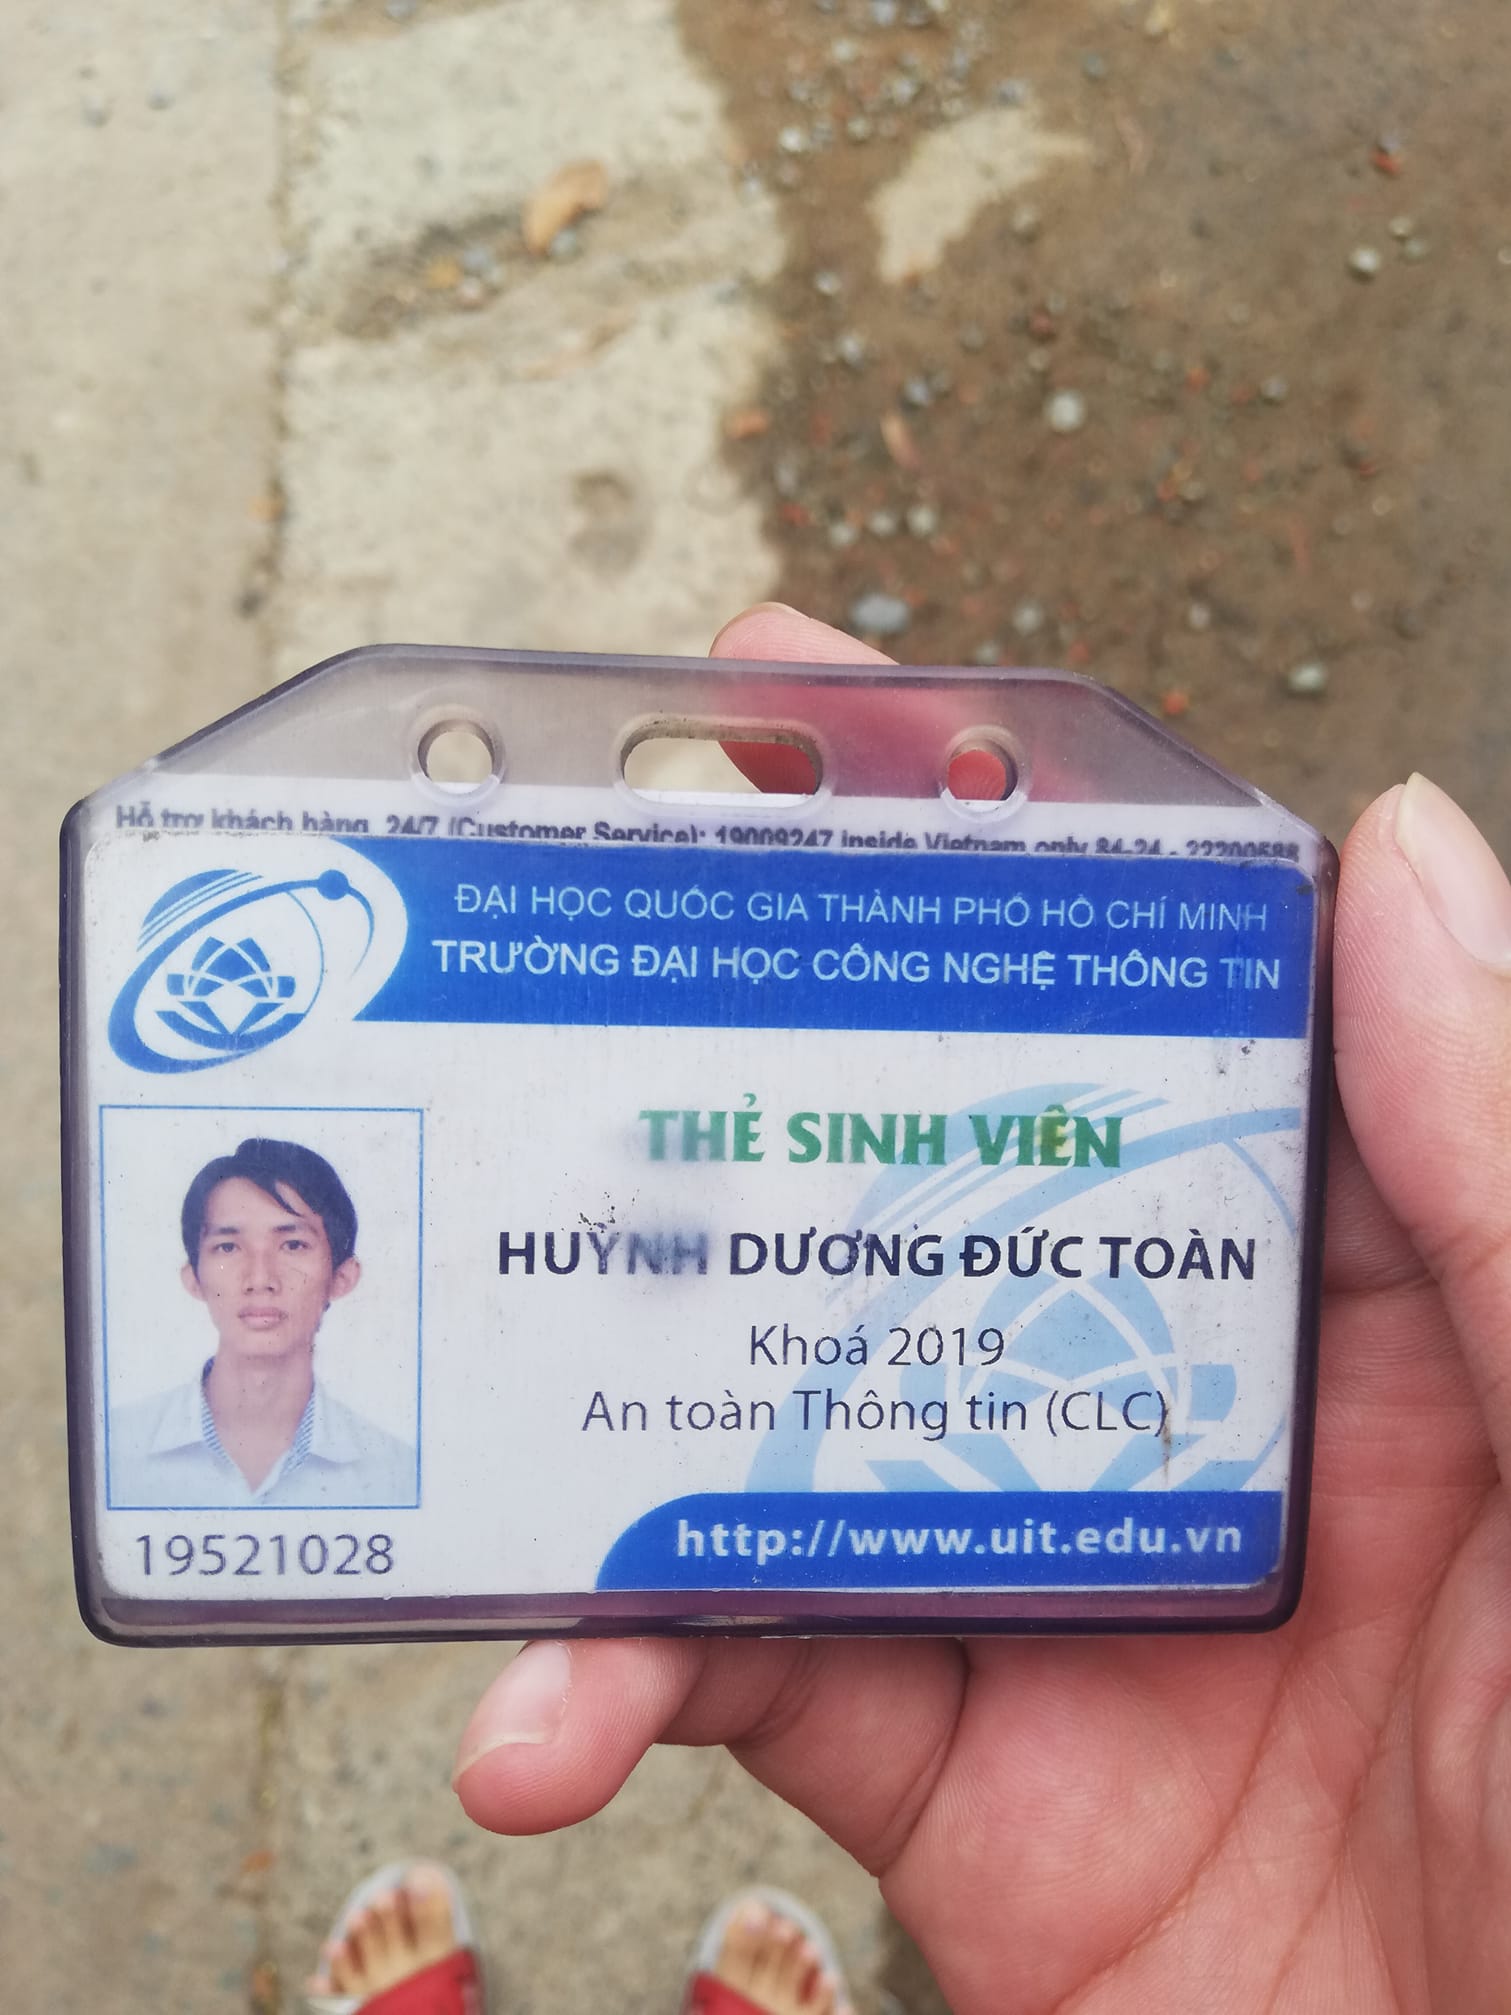 Hỗ trợ khách hàng 24/7 (Customer Service): 19009247 inside Vietnam only 84-24 - 22200588
ĐẠI HỌC QUỐC GIA THÀNH PHỐ HỒ CHÍ MINH
TRƯỜNG ĐẠI HỌC CÔNG NGHỆ THÔNG TIN
THẺ SINH VIÊN
HUỲNH DƯƠNG ĐỨC TOÀN
Khoá 2019
An toàn Thông tin (CLC)
19521028
http://www.uit.edu.vn